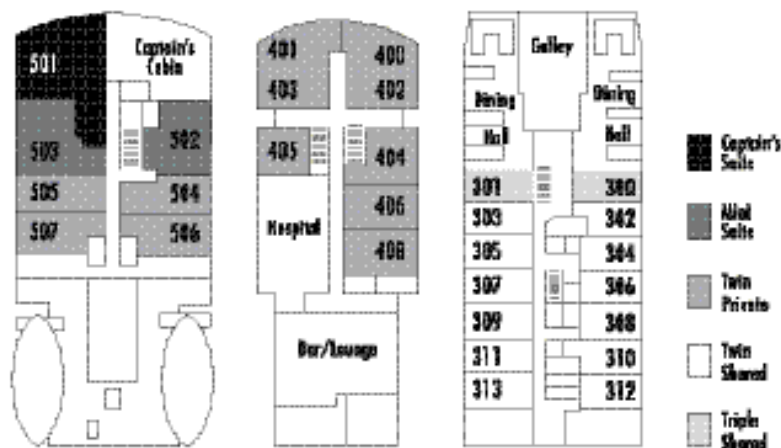 501
Captain's
Cabin
503
502
505
504
507
506
401
400
403
402
405
404
406
Hospital
408
Bar/Lounge
Galley
Dining
Hall
Dining
Hall
301
300
303
302
305
304
307
306
309
308
311
310
313
312
Captain's
Suite
Mini
Suite
Twin
Private
Twin
Shared
Triple
Shared